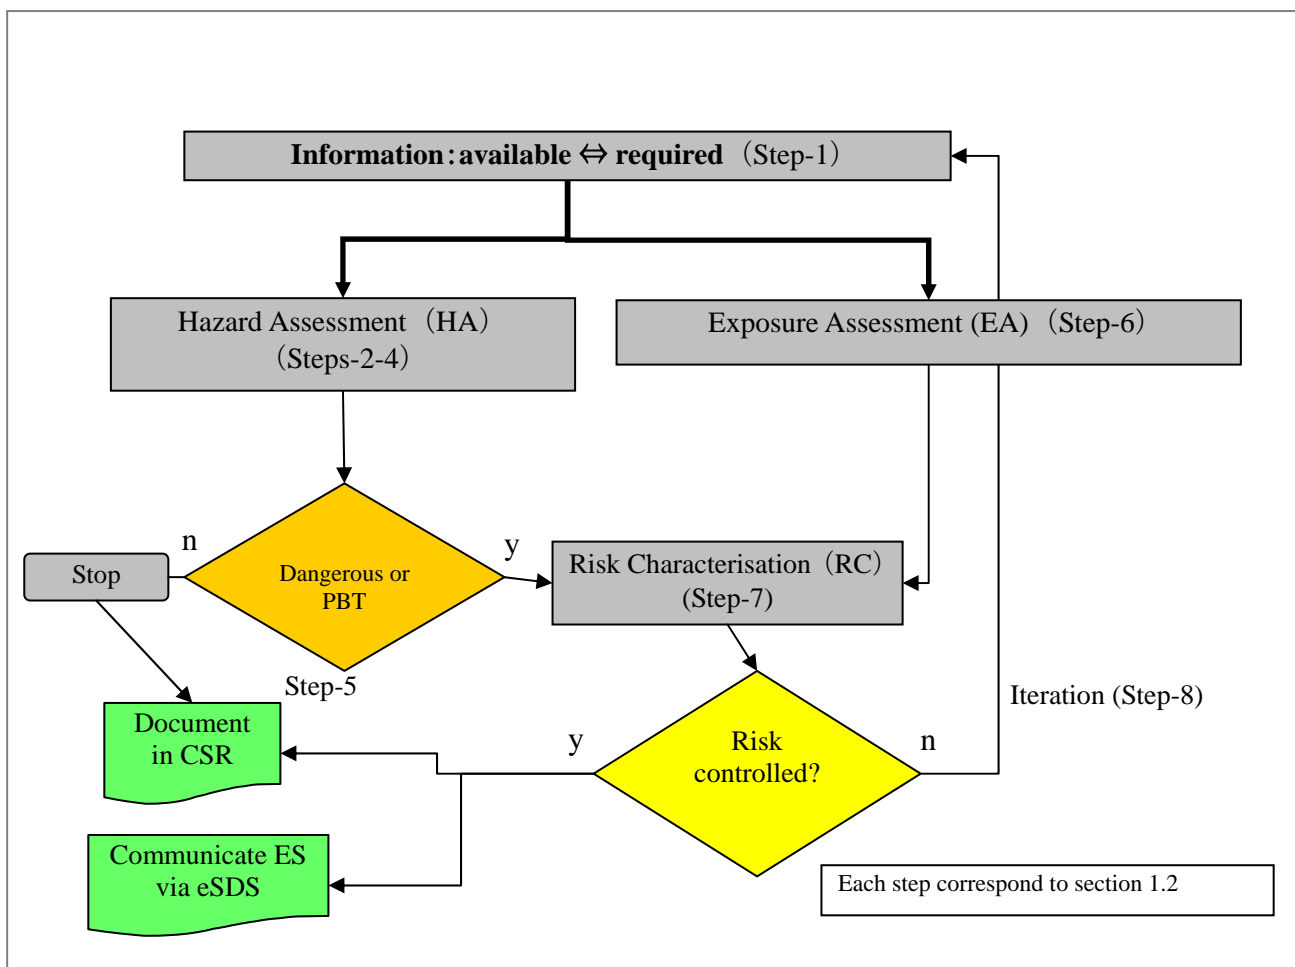 Information：available ⇔ required（Step-1）
Hazard Assessment（HA）
（Steps-2-4）
Exposure Assessment (EA)（Step-6）
n
y
Stop
Dangerous or
PBT
Risk Characterisation（RC）
(Step-7)
Step-5
Iteration (Step-8)
Document
in CSR
y
Risk
controlled?
n
Communicate ES
via eSDS
Each step correspond to section 1.2